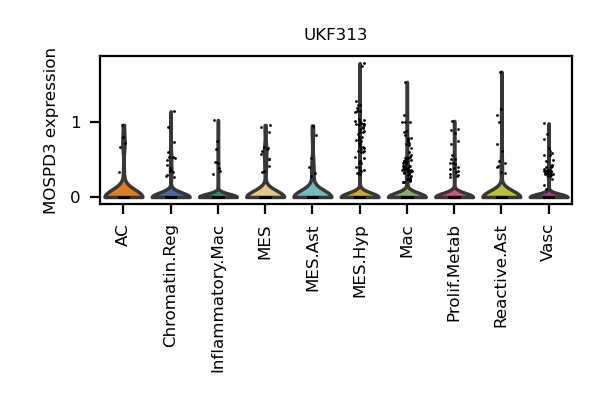 UKF313
MOSPD3 expression
1
0
AC
Chromatin.Reg
Inflammatory.Mac
MES
MES.Ast
MES.Hyp
Mac
Prolif.Metab
Reactive.Ast
Vasc